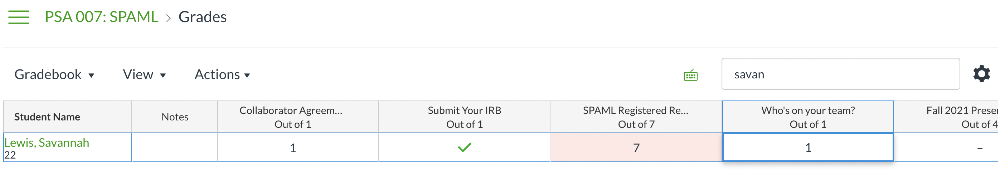 PSA 007: SPAML > Grades
Gradebook View Actions savan
Student Name Notes Collaborator Agreem... Submit Your IRB SPAML Registered Re... Who's on your team? Fall 2021 Presen
Out of 1 Out of 1 Out of 7 Out of 1 Out of 4
Lewis, Savannah 1 7 1 –
22